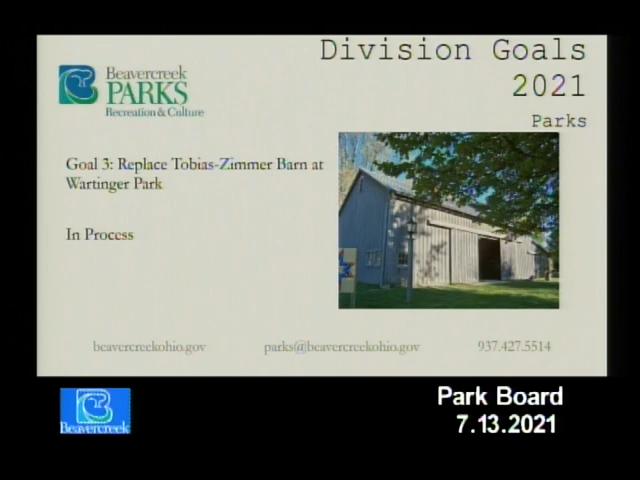 Division Goals
2021
Parks
Beavercreek
PARKS
Recreation & Culture
Goal 3: Replace Tobias-Zimmer Barn at
Wartinger Park
In Process
beavercreekohio.gov
parks@beavercreekohio.gov
937.427.5514
Beavercreek
Park Board
7.13.2021